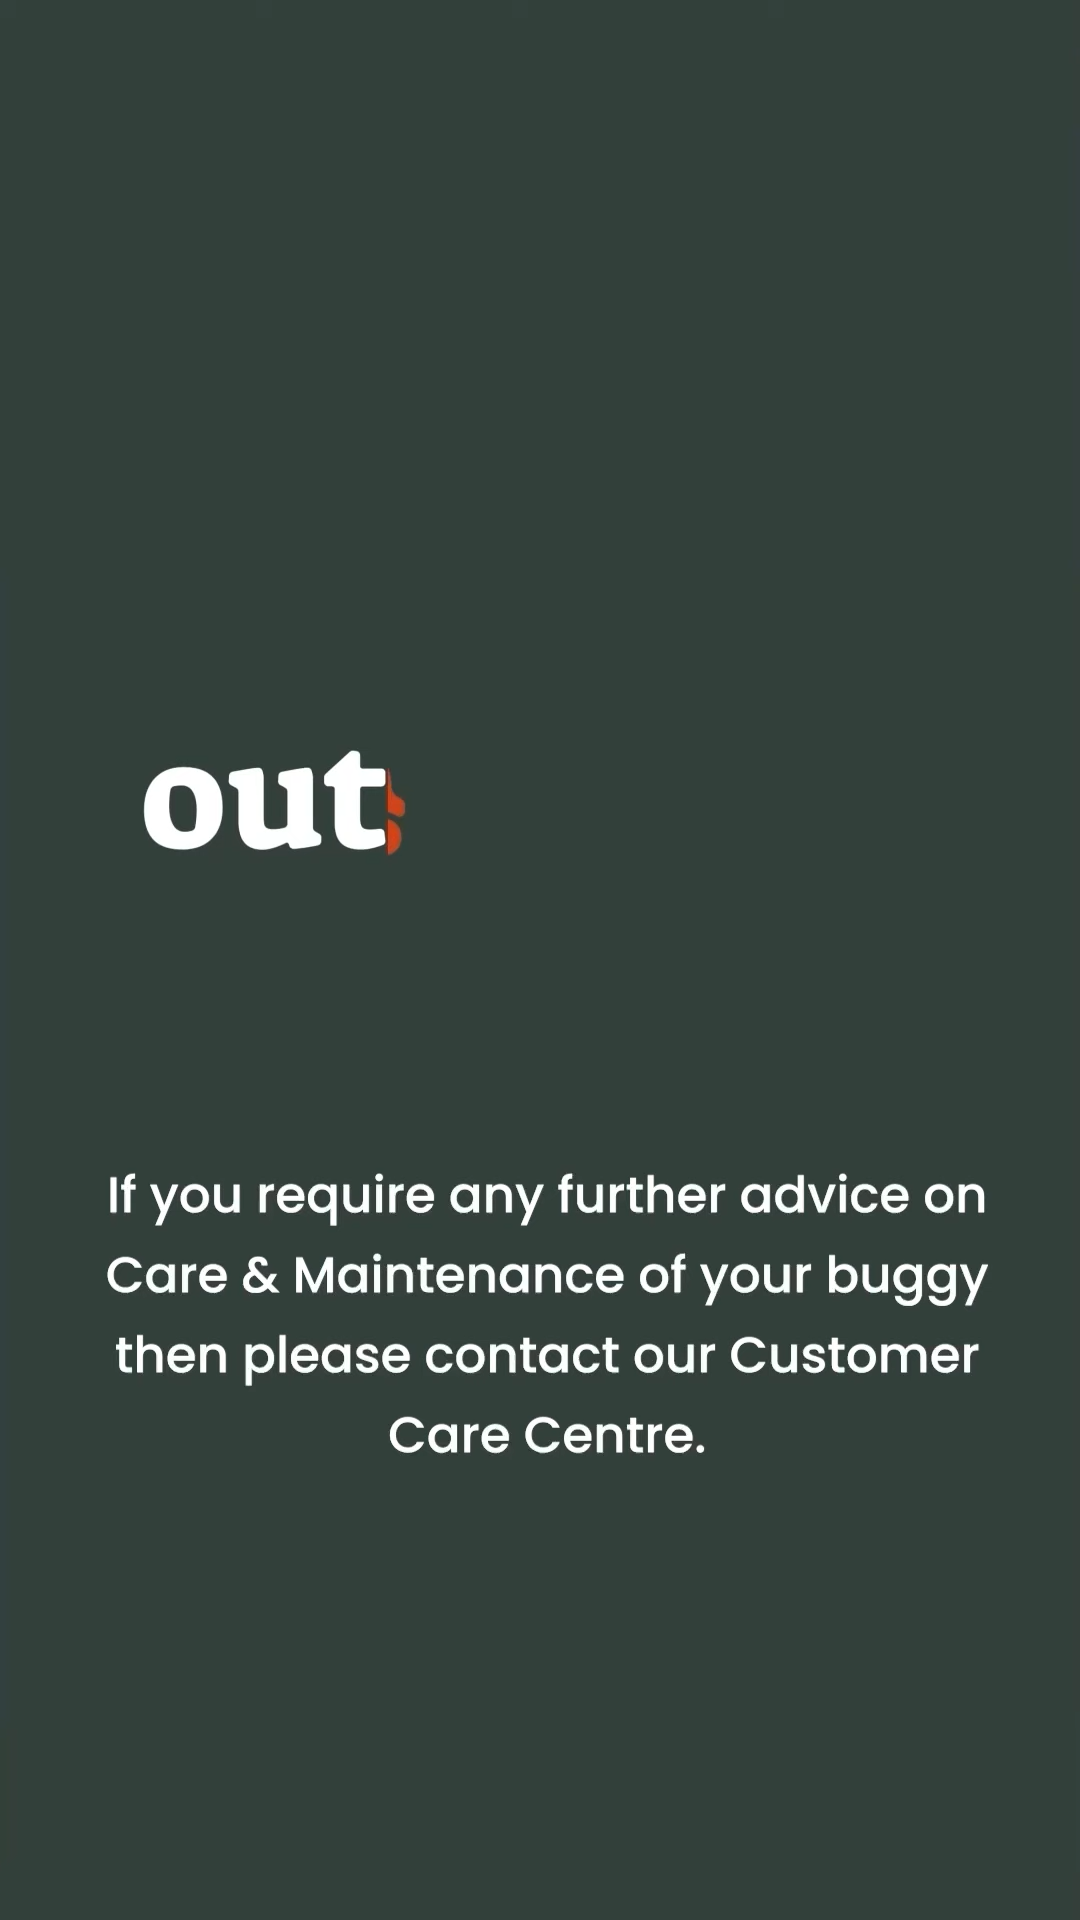 out
If you require any further advice on
Care & Maintenance of your buggy
then please contact our Customer
Care Centre.